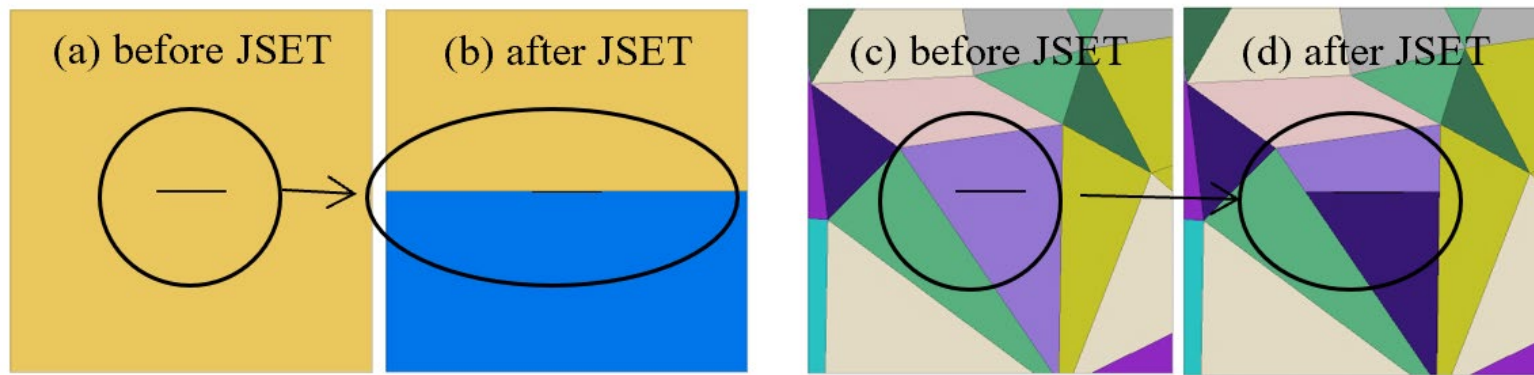 (a) before JSET
(b) after JSET
(c) before JSET
(d) after JSET